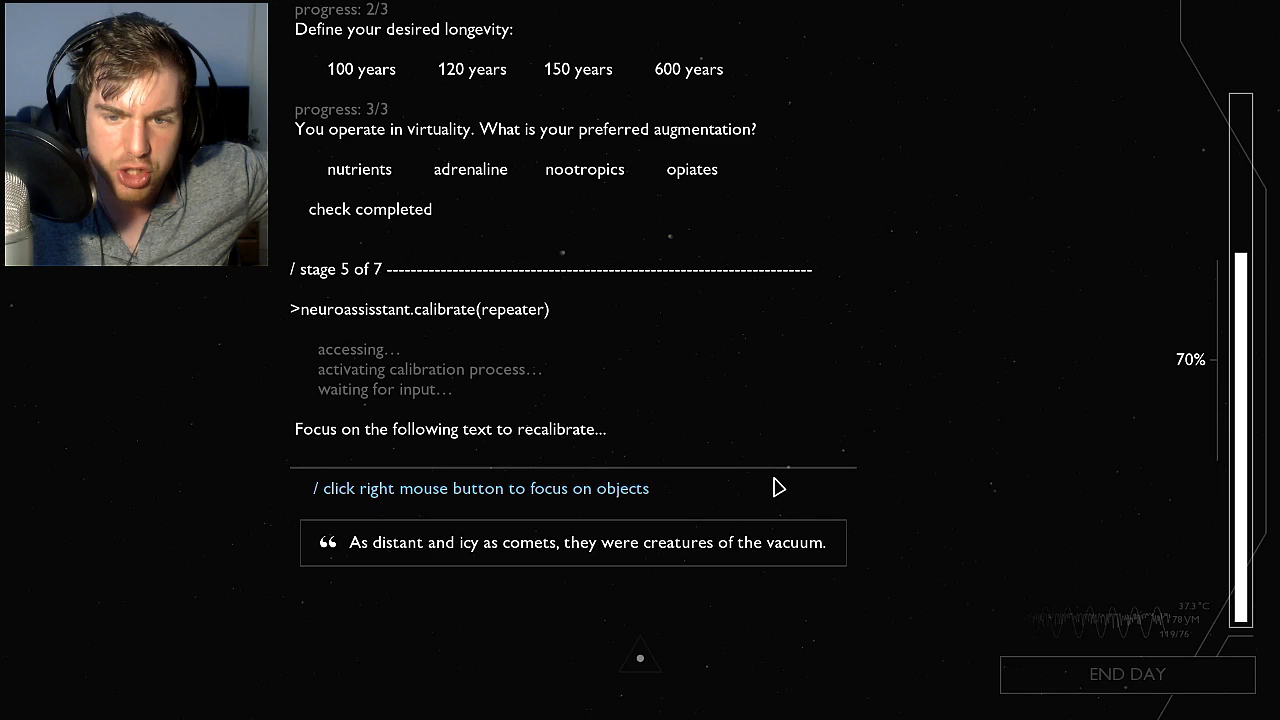 progress: 2/3
Define your desired longevity:
100 years 120 years 150 years 600 years
progress: 3/3
You operate in virtuality. What is your preferred augmentation?
nutrients adrenaline nootropics opiates
check completed
/ stage 5 of 7 -----------------------------------------------------------------------
>neuroassisstant.calibrate(repeater)
accessing...
activating calibration process...
waiting for input...
70%
Focus on the following text to recalibrate...
/ click right mouse button to focus on objects
“ As distant and icy as comets, they were creatures of the vacuum.
37.3 °C
78 УМ
119/76
END DAY